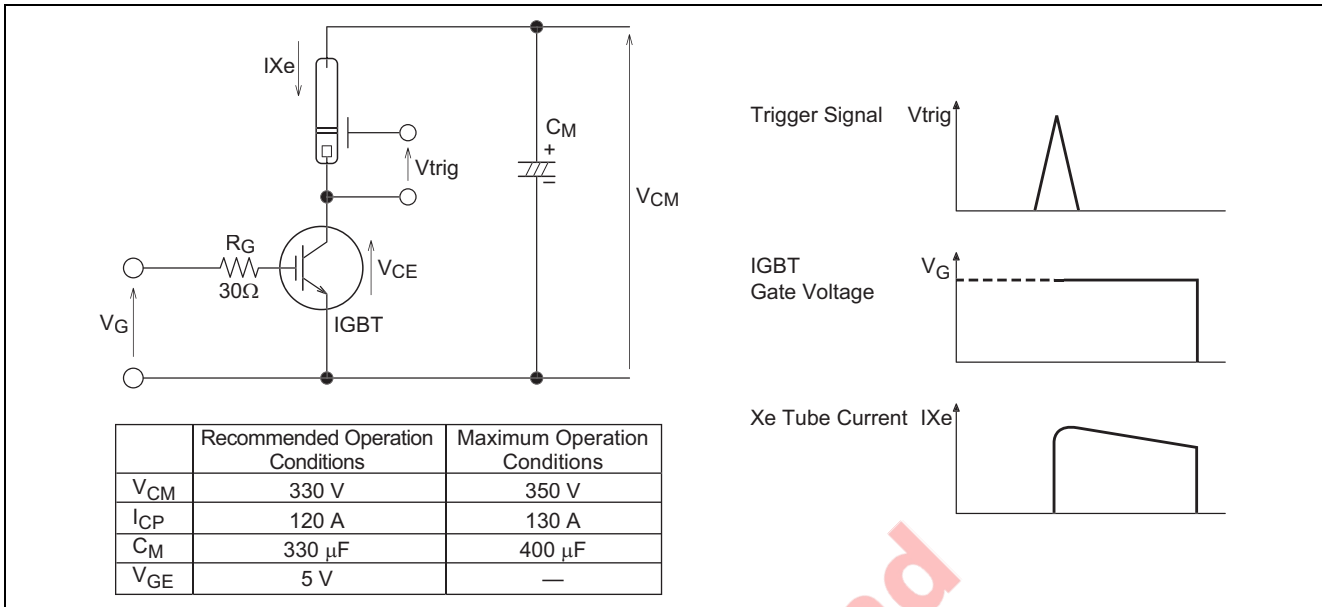 IXe
Vtrig
CM
+
VCM
RG
30Ω
VCE
VG
IGBT
Recommended Operation Conditions
Maximum Operation Conditions
VCM 330 V 350 V
ICP 120 A 130 A
CM 330 μF 400 μF
VGE 5 V —
Trigger Signal Vtrig
IGBT
Gate Voltage
VG
Xe Tube Current IXe